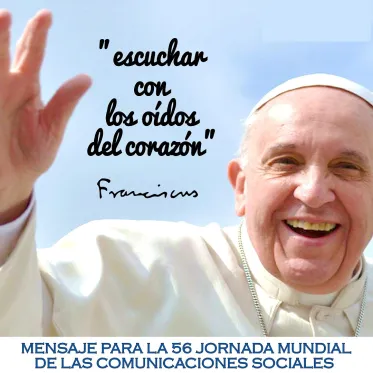 "escuchar
con
los oídos
del corazón"
Franciscus
MENSAJE PARA LA 56 JORNADA MUNDIAL
DE LAS COMUNICACIONES SOCIALES